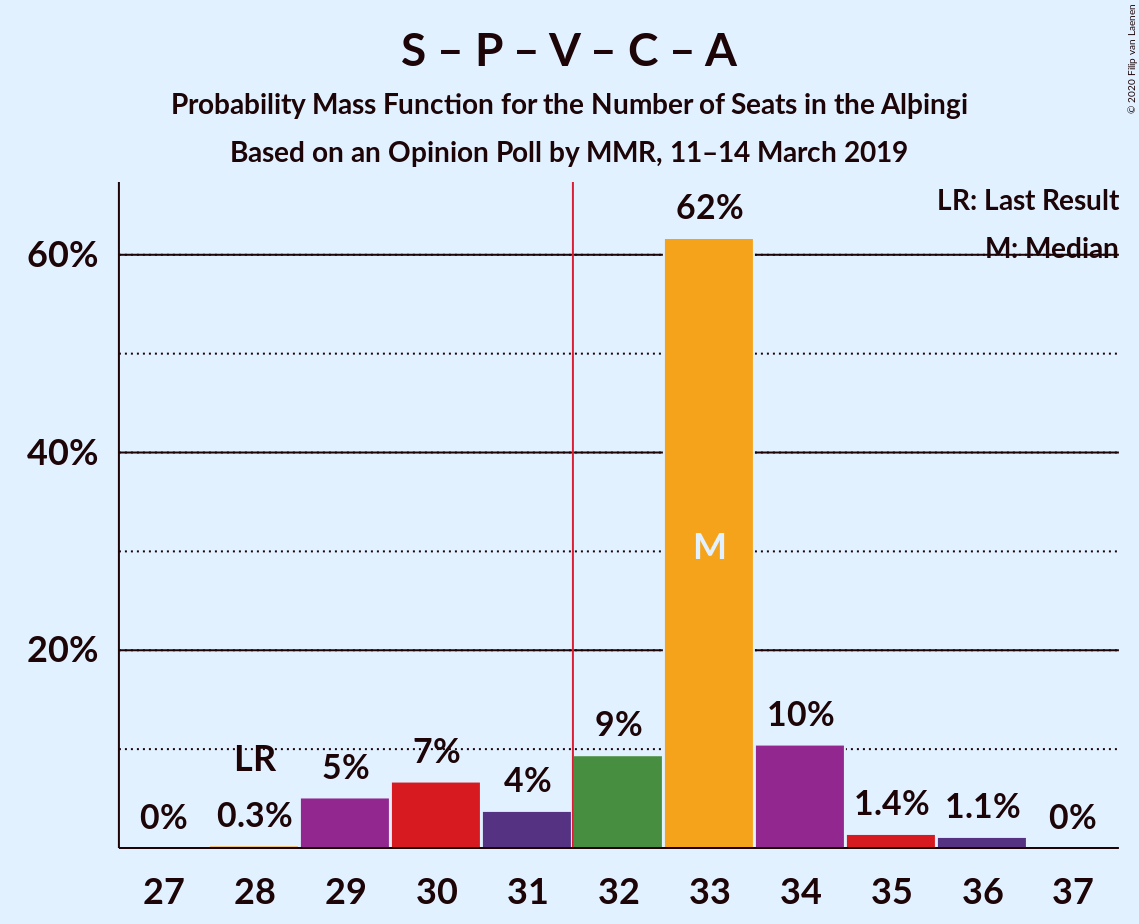 S – P – V – C – A
Probability Mass Function for the Number of Seats in the Alþingi
Based on an Opinion Poll by MMR, 11–14 March 2019
© 2020 Filip van Laenen
LR: Last Result
M: Median
62%
60%
40%
20%
M
10%
9%
LR
7%
5%
4%
1.4%
1.1%
0%
0.3%
0%
27 28 29 30 31 32 33 34 35 36 37